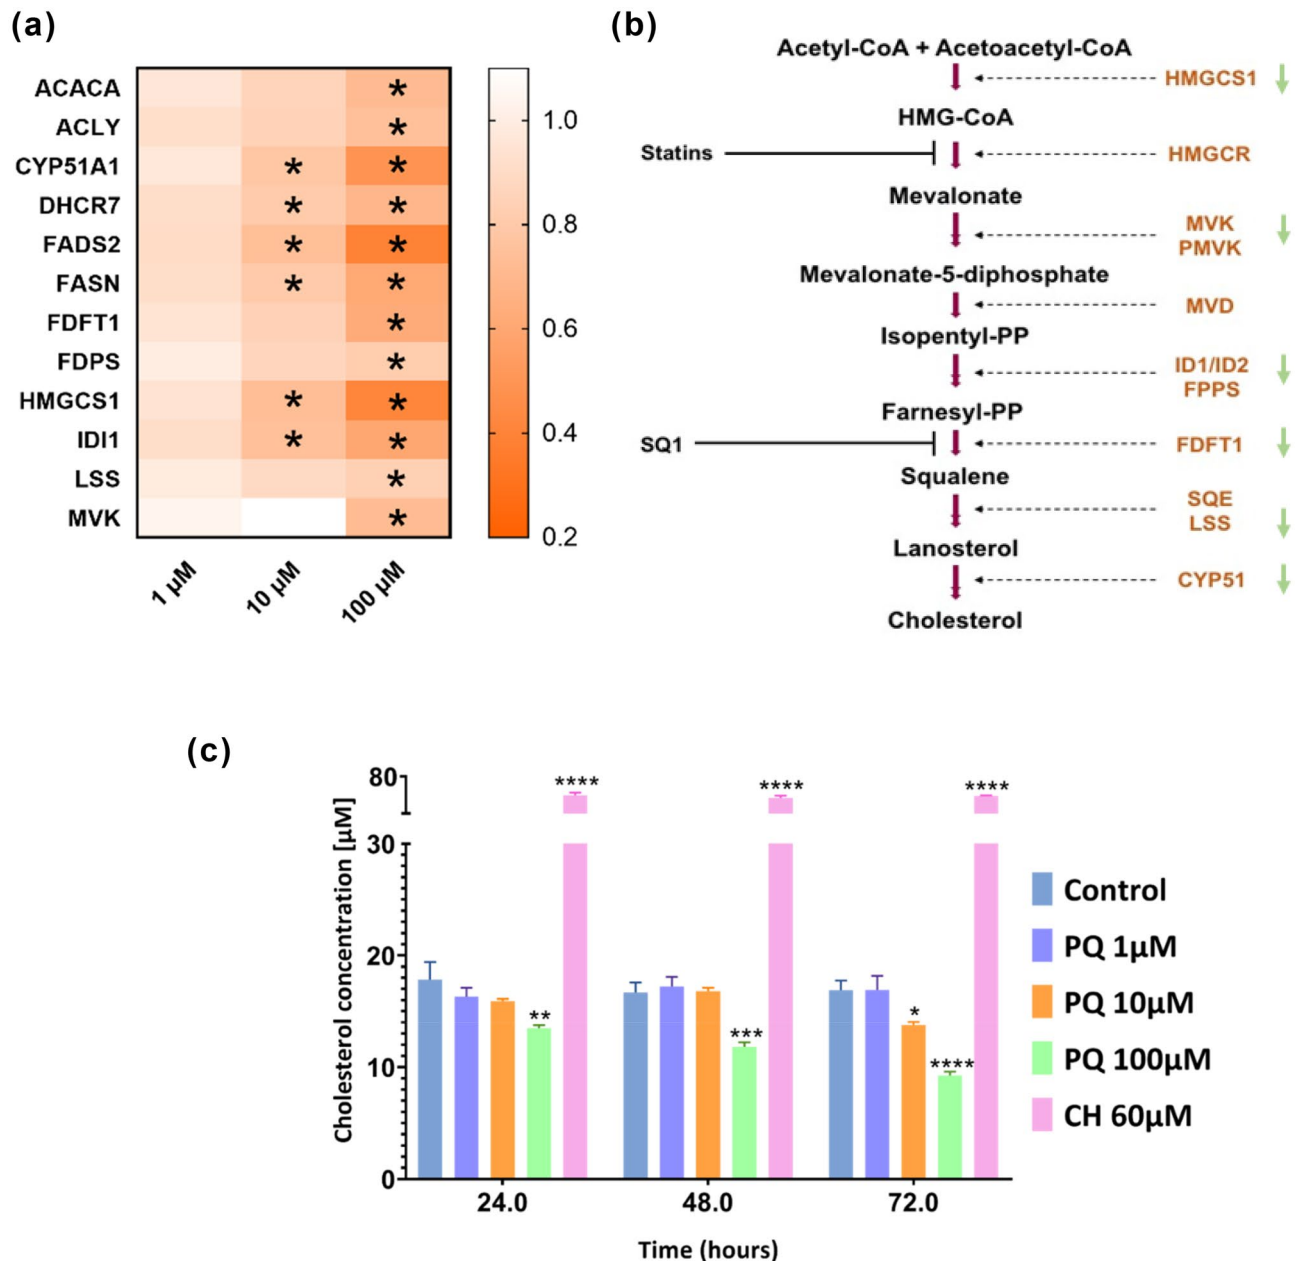 (a)
ACACA
ACLY
CYP51A1
DHCR7
FADS2
FASN
FDFT1
FDPS
HMGCS1
IDI1
LSS
MVK
*
*
* *
* *
* *
* *
*
*
* *
* *
*
*
1 µM
10 µM
100 µM
1.0
0.8
0.6
0.4
0.2
(b)
Acetyl-CoA + Acetoacetyl-CoA
HMGCS1
HMG-CoA
Statins
HMGCR
Mevalonate
MVK
PMVK
Mevalonate-5-diphosphate
MVD
Isopentyl-PP
ID1/ID2
FPPS
Farnesyl-PP
SQ1
FDFT1
Squalene
SQE
LSS
Lanosterol
CYP51
Cholesterol
(c)
Cholesterol concentration [µM]
80
30
20
10
0
**
****
***
****
*
****
****
24.0
48.0
72.0
Time (hours)
Control
PQ 1µM
PQ 10µM
PQ 100µM
CH 60µM